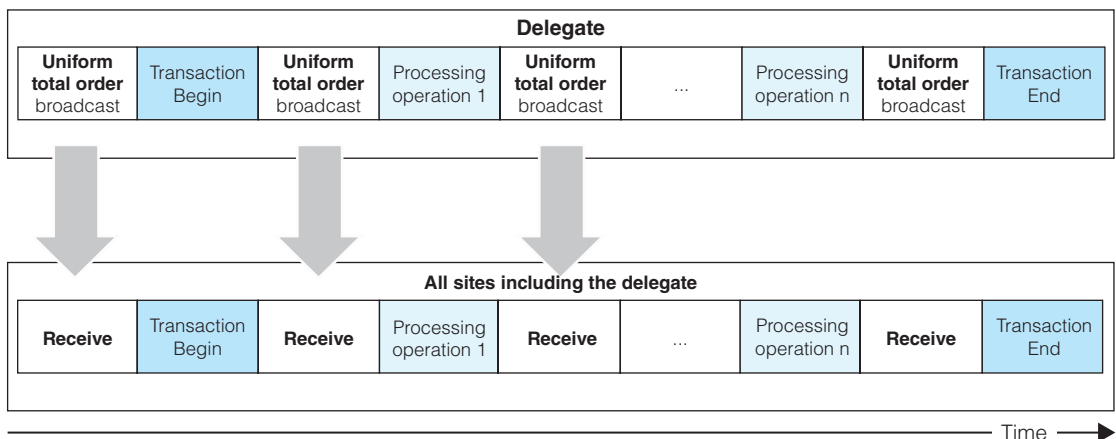 Delegate
Uniform
total order
broadcast
Transaction
Begin
Uniform
total order
broadcast
Processing
operation 1
Uniform
total order
broadcast
...
Processing
operation n
Uniform
total order
broadcast
Transaction
End
All sites including the delegate
Receive
Transaction
Begin
Receive
Processing
operation 1
Receive
...
Processing
operation n
Receive
Transaction
End
Time